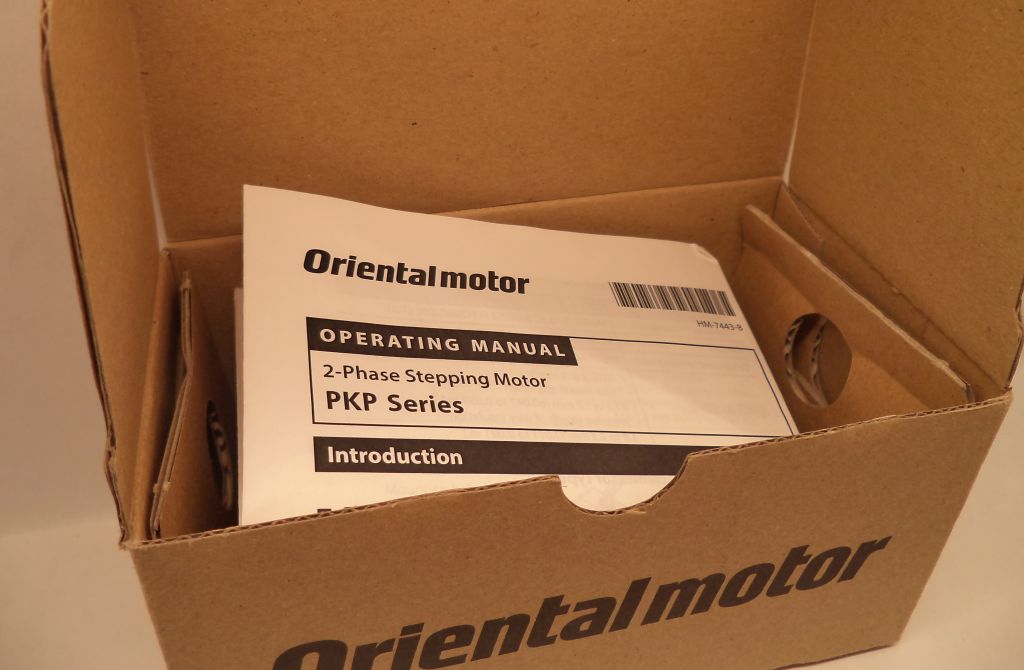 Orientalmotor
HM-7443-8
OPERATING MANUAL
2-Phase Stepping Motor
PKP Series
Introduction
Orientalmotor